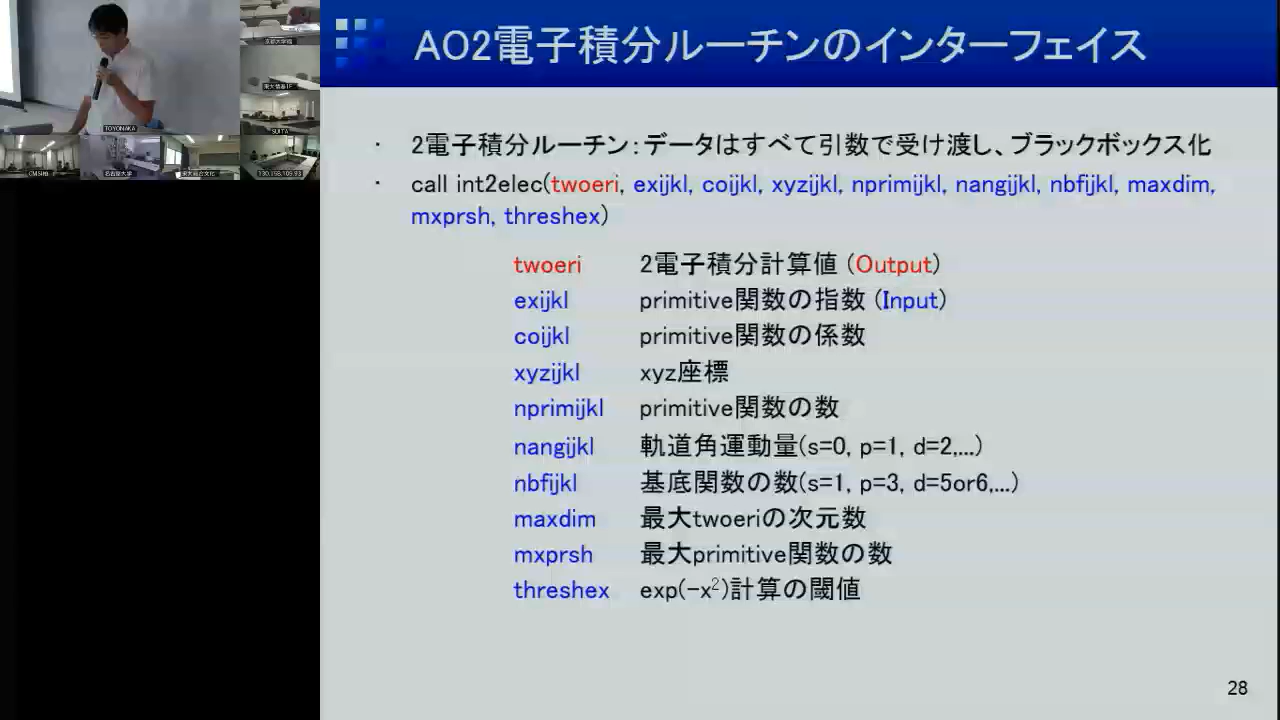 AO2電子積分ルーチンのインターフェイス
・ 2電子積分ルーチン：データはすべて引数で受け渡し、ブラックボックス化
・ call int2elec(twoeri, exijkl, coijkl, xyzijkl, nprimijkl, nangijkl, nbfijkl, maxdim,
mxprsh, threshex)
twoeri 2電子積分計算値 (Output)
exijkl primitive関数の指数 (Input)
coijkl primitive関数の係数
xyzijkl xyz座標
nprimijkl primitive関数の数
nangijkl 軌道角運動量(s=0, p=1, d=2,...)
nbfijkl 基底関数の数(s=1, p=3, d=5or6,...)
maxdim 最大twoeriの次元数
mxprsh 最大primitive関数の数
threshex exp(-x²)計算の閾値
28
TOYONAKA
SUITA
名古屋大学